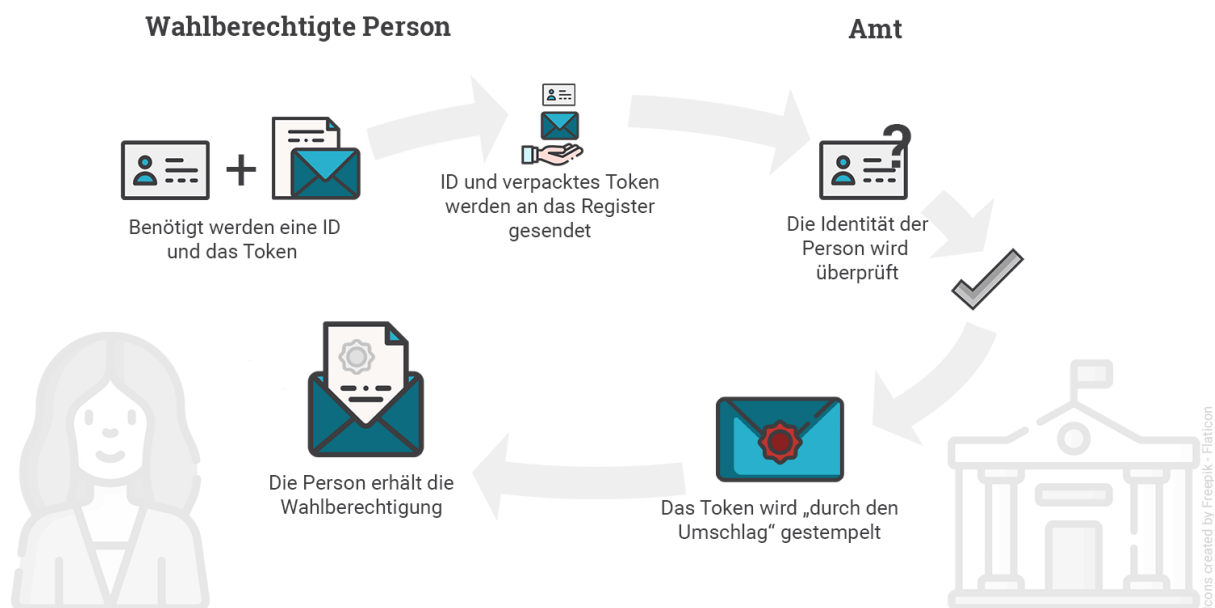 Wahlberechtigte Person
Amt
Benötigt werden eine ID
und das Token
ID und verpacktes Token
werden an das Register
gesendet
?
Die Identität der
Person wird
überprüft
Die Person erhält die
Wahlberechtigung
Das Token wird „durch den
Umschlag“ gestempelt
Icons created by Freepik - Flaticon